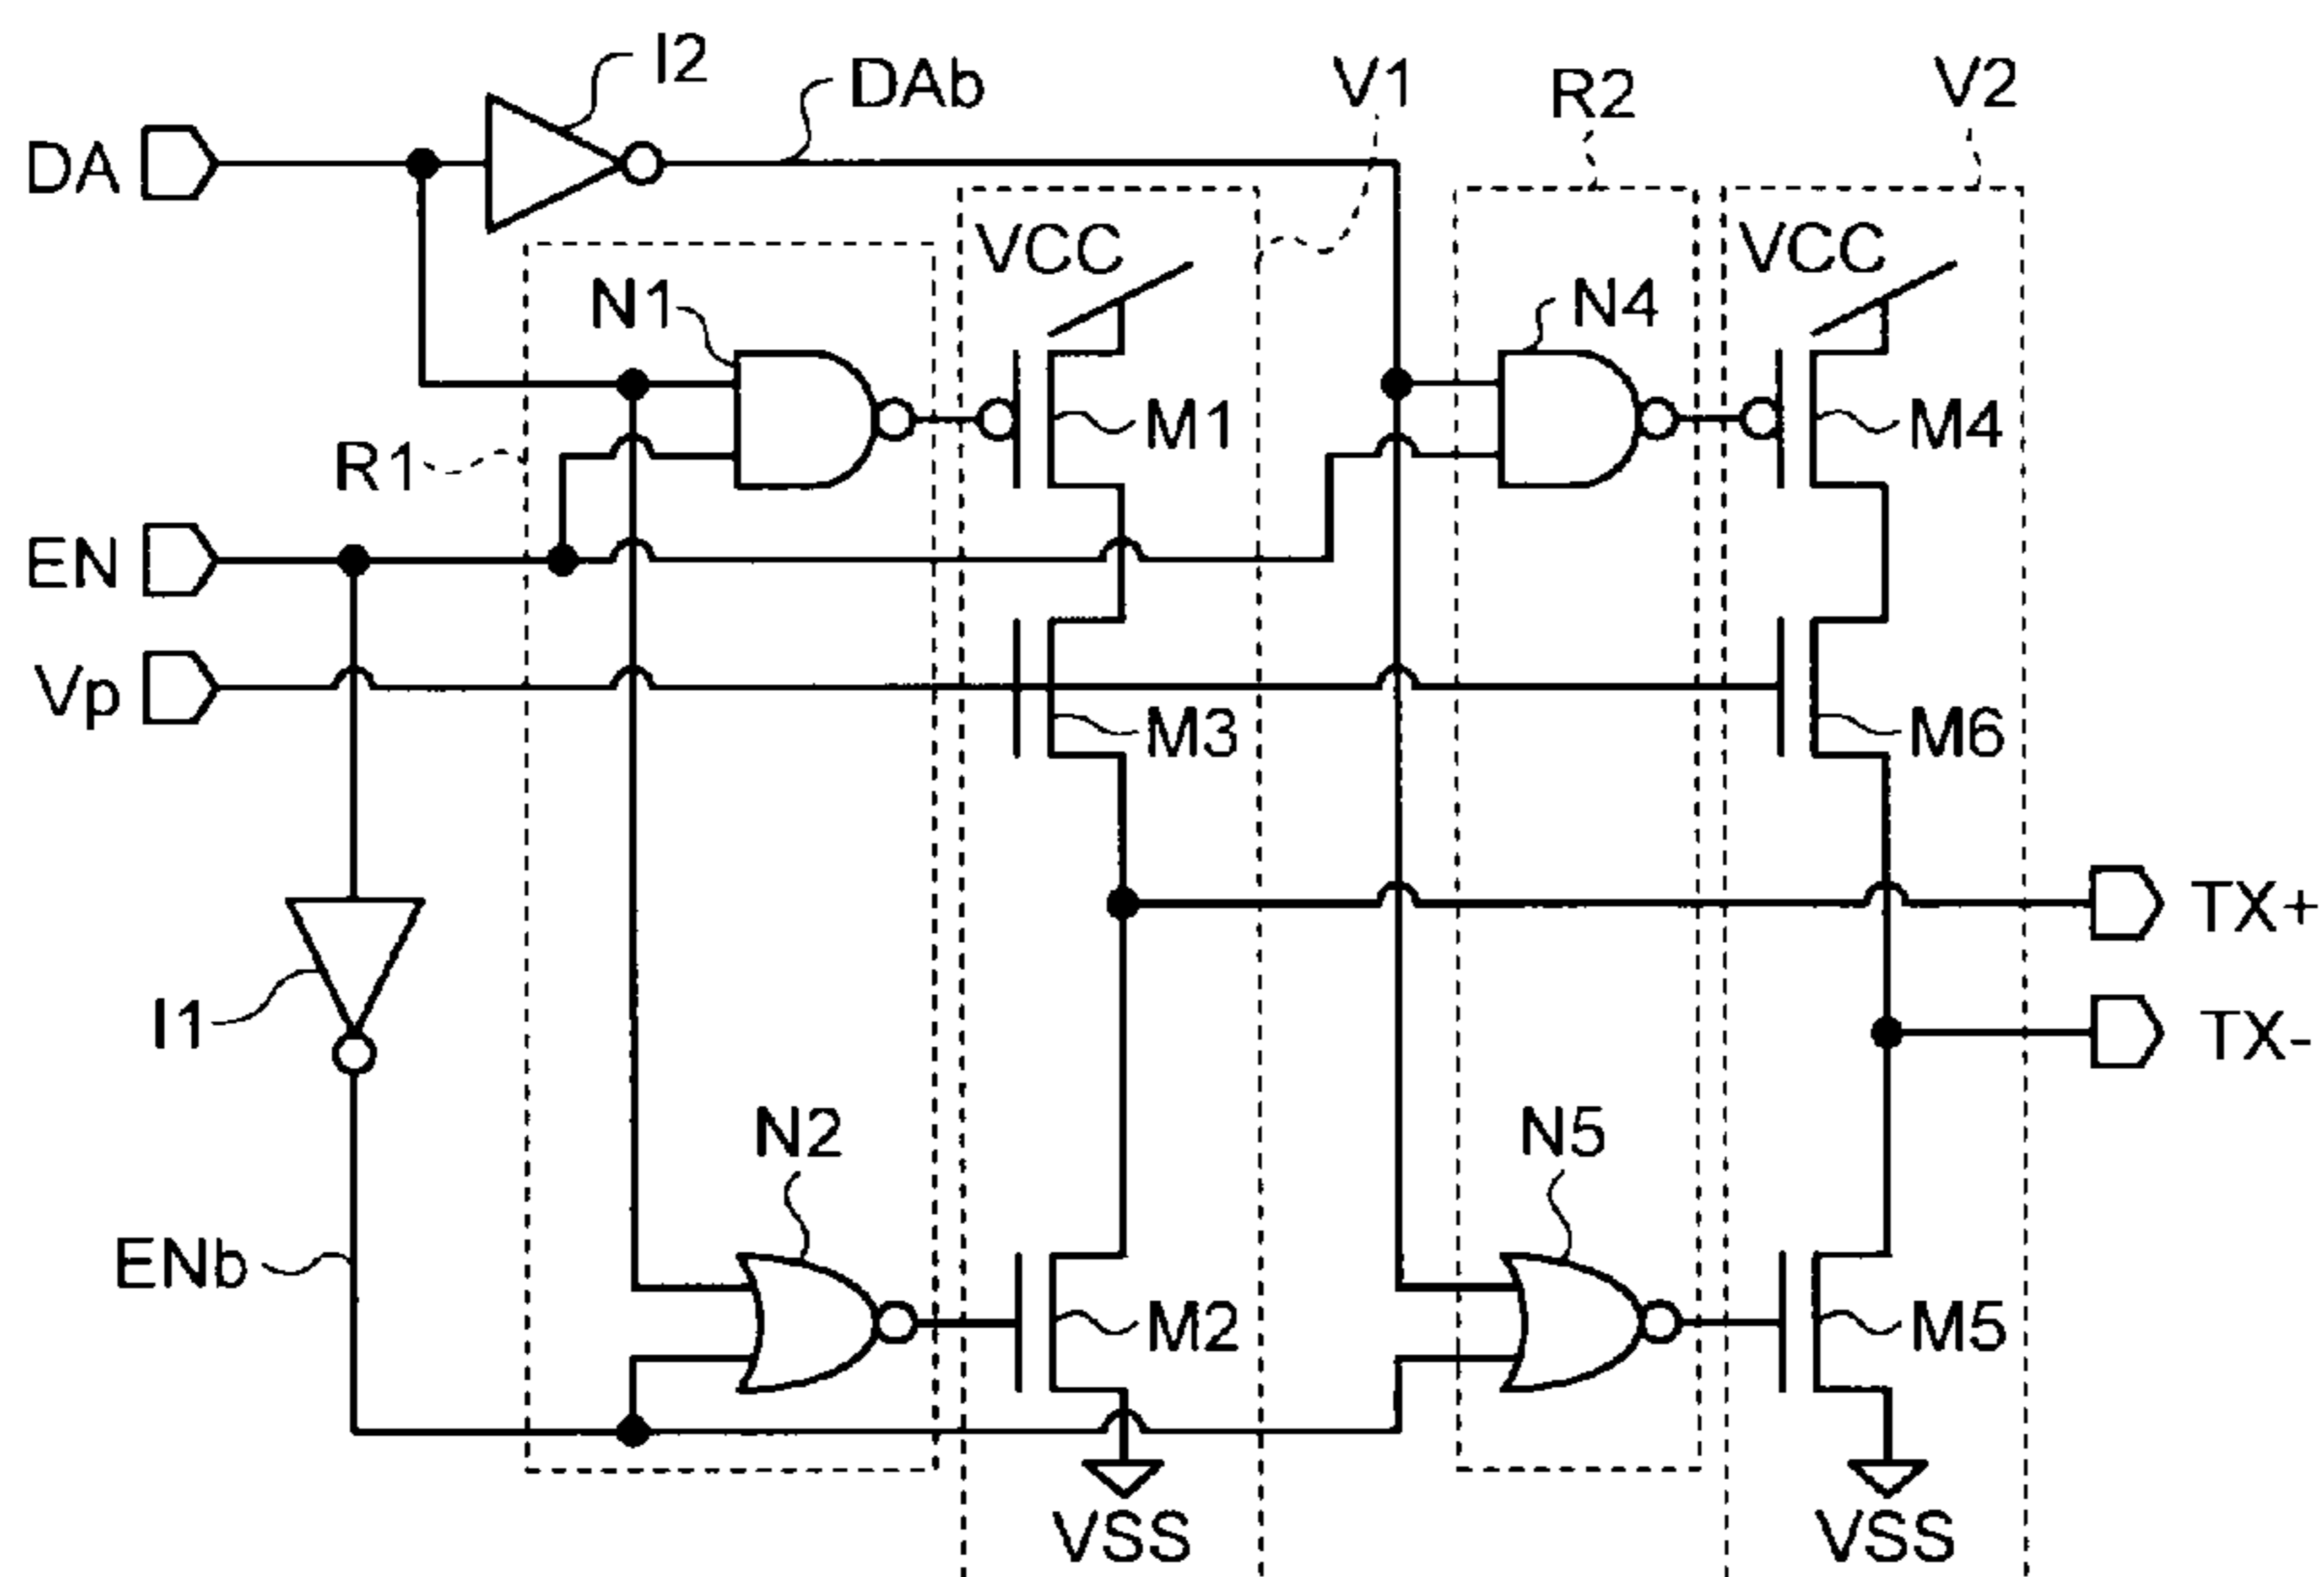 I2
DAb
V1
R2
V2
DA
VCC
VCC
N1
N4
M1
M4
R1
EN
Vp
M3
M6
TX+
I1
TX-
N2
N5
ENb
M2
M5
VSS
VSS